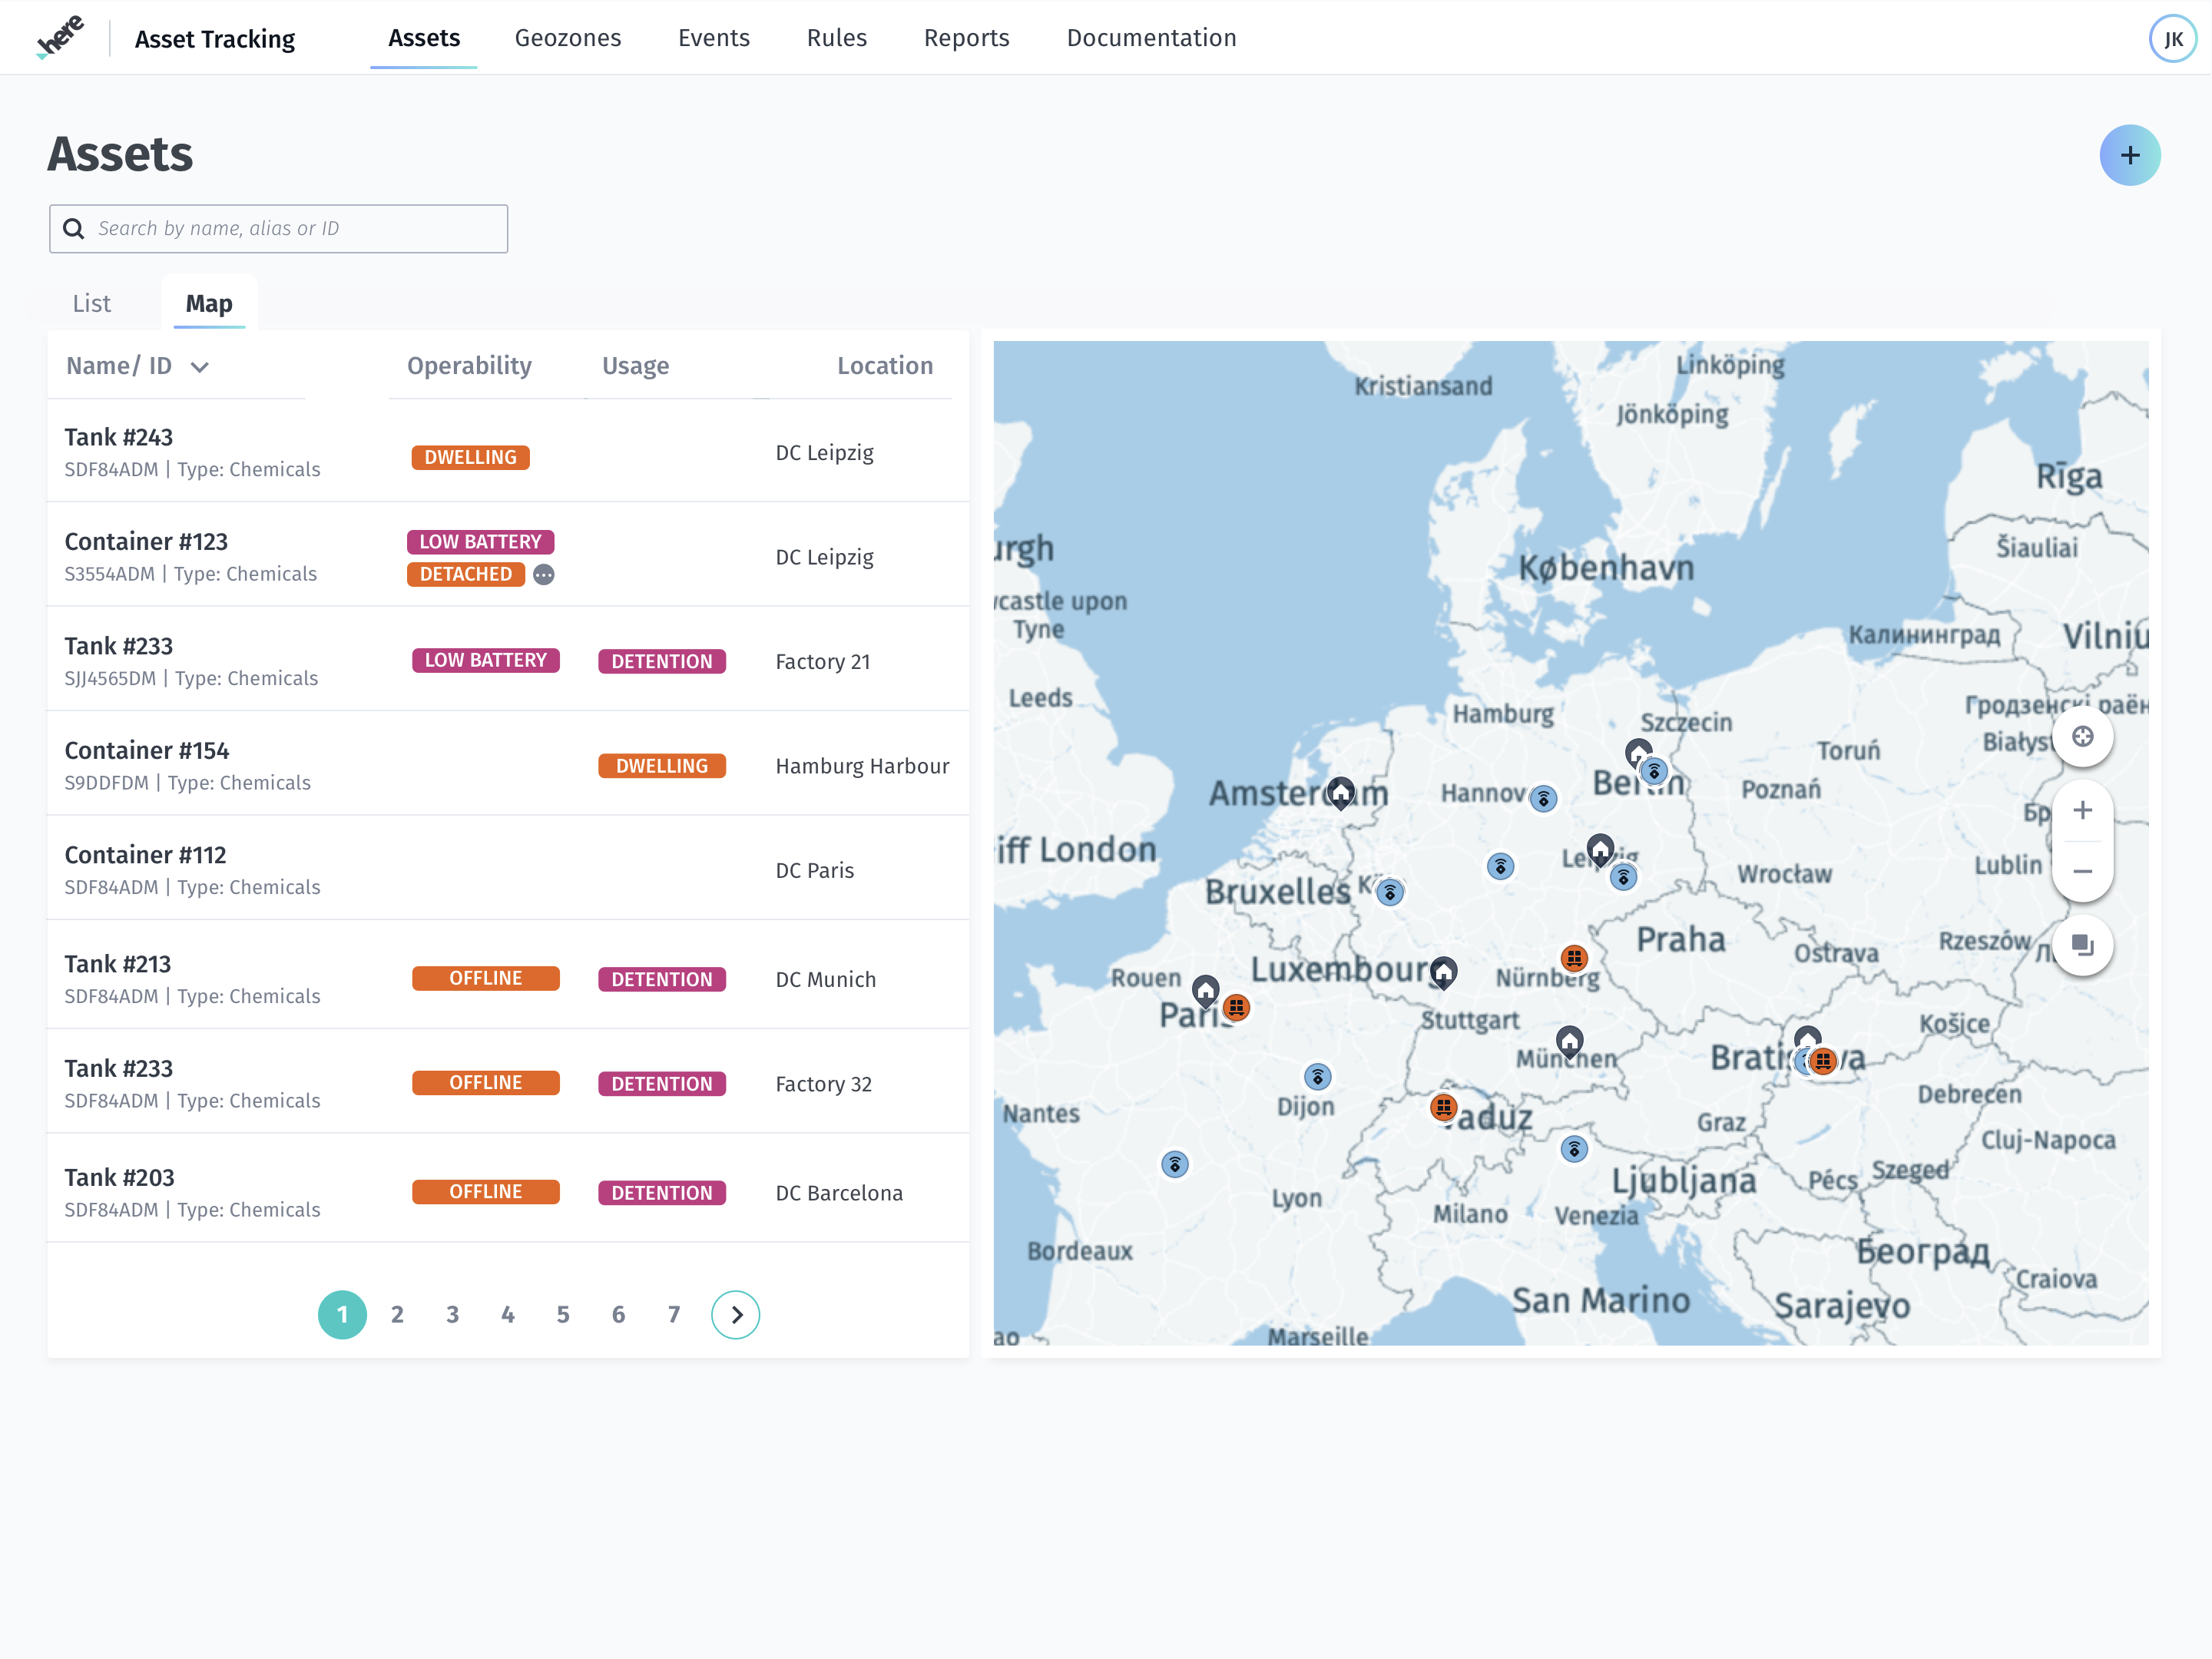 here
Asset Tracking
Assets
Geozones
Events
Rules
Reports
Documentation
JK
Assets
+
Search by name, alias or ID
List
Map
Name/ ID
Operability
Usage
Location
Tank #243
SDF84ADM | Type: Chemicals
DWELLING
DC Leipzig
Container #123
S3554ADM | Type: Chemicals
LOW BATTERY
DETACHED
DC Leipzig
Tank #233
SJJ4565DM | Type: Chemicals
LOW BATTERY
DETENTION
Factory 21
Container #154
S9DDFDM | Type: Chemicals
DWELLING
Hamburg Harbour
Container #112
SDF84ADM | Type: Chemicals
DC Paris
Tank #213
SDF84ADM | Type: Chemicals
OFFLINE
DETENTION
DC Munich
Tank #233
SDF84ADM | Type: Chemicals
OFFLINE
DETENTION
Factory 32
Tank #203
SDF84ADM | Type: Chemicals
OFFLINE
DETENTION
DC Barcelona
1 2 3 4 5 6 7
Linköping
Kristiansand
Jönköping
Rīga
urgh
Šiauliai
København
castle upon
Tyne
Калининград
Vilniu
Leeds
Hamburg
Szczecin
Гродзенскі раён
Toruń
Białys
Amsterdam
Hannov
Berlin
Poznań
Бр
iff London
Leipzig
Wrocław
Lublin
Bruxelles
Praha
Ostrava
Rzeszów
Rouen
Luxembourg
Nürnberg
Paris
Stuttgart
Košice
München
Bratislava
Debrecen
Nantes
Dijon
Vaduz
Graz
Cluj-Napoca
Ljubljana
Pécs
Szeged
Lyon
Milano
Venezia
Bordeaux
Београд
San Marino
Sarajevo
Craiova
ao
Marseille